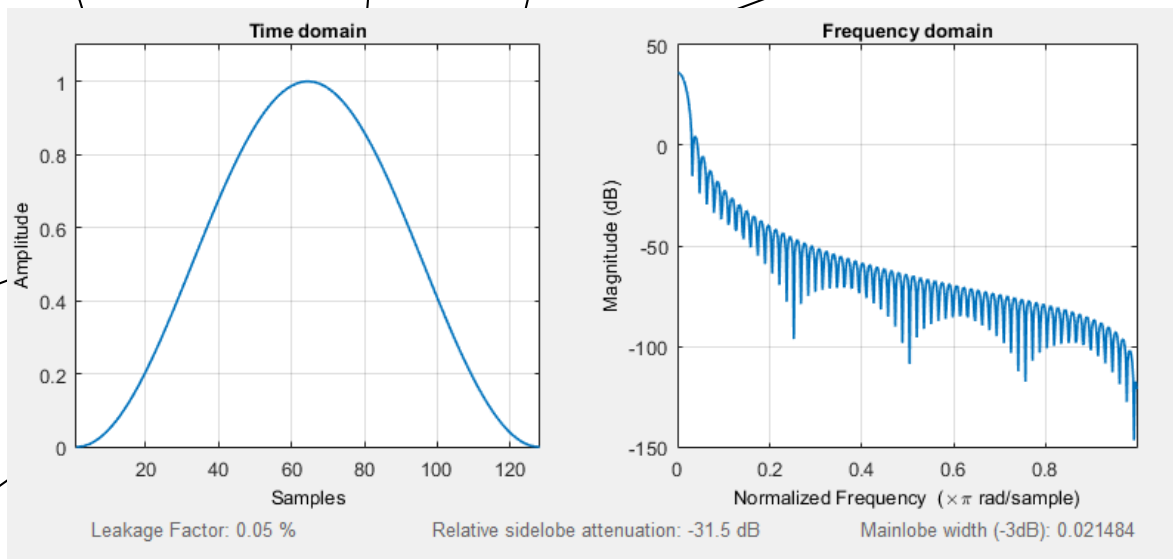 Time domain
1
0.8
0.6
0.4
0.2
0
Amplitude
20 40 60 80 100 120
Samples
Frequency domain
50
0
-50
-100
-150
Magnitude (dB)
0 0.2 0.4 0.6 0.8
Normalized Frequency (×π rad/sample)
Leakage Factor: 0.05 %
Relative sidelobe attenuation: -31.5 dB
Mainlobe width (-3dB): 0.021484